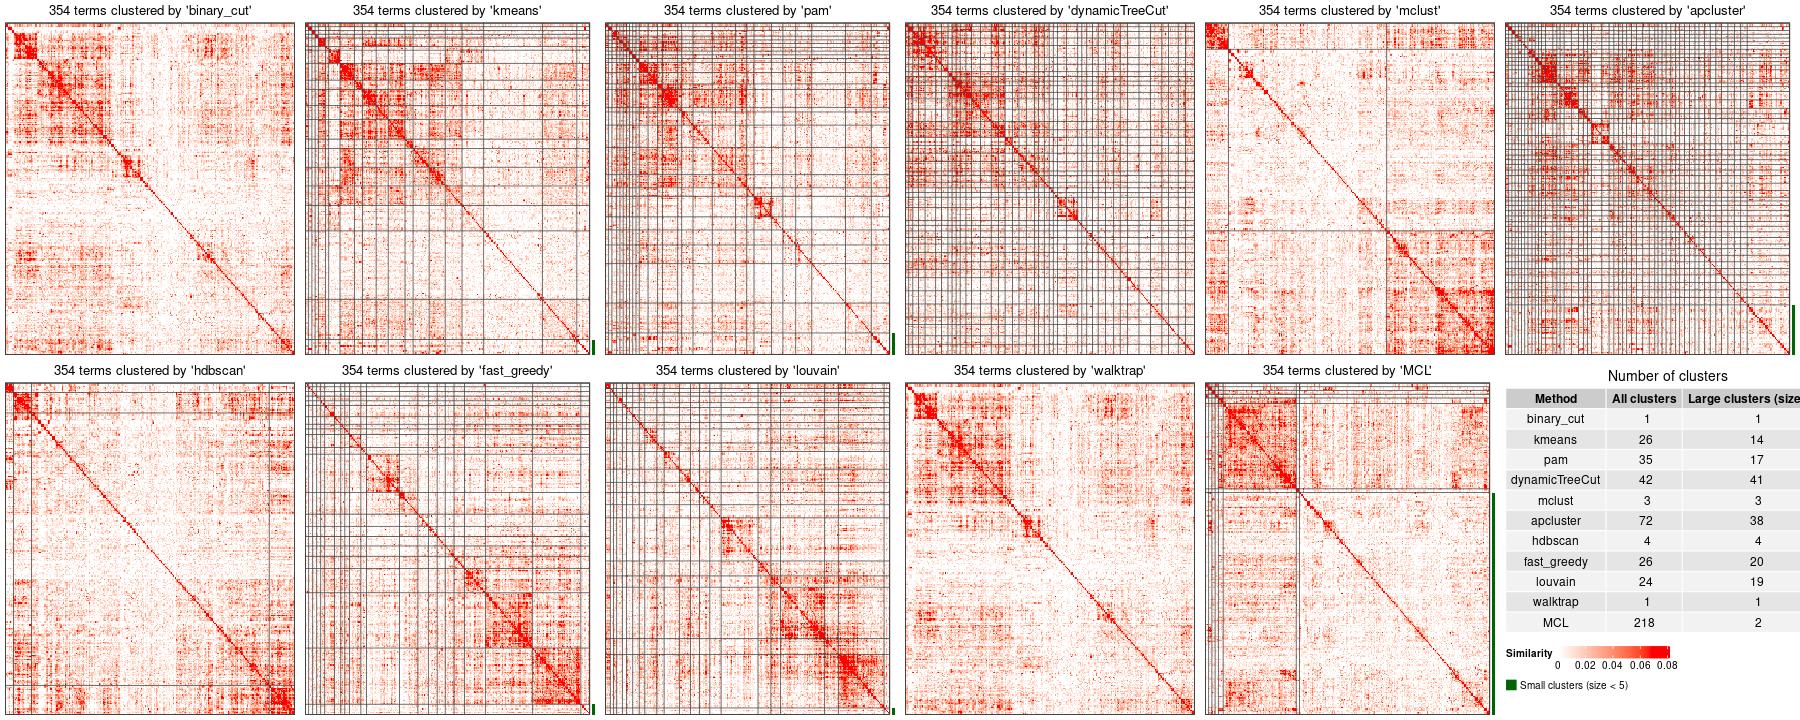 354 terms clustered by 'binary_cut'
354 terms clustered by 'kmeans'
354 terms clustered by 'pam'
354 terms clustered by 'dynamicTreeCut'
354 terms clustered by 'mclust'
354 terms clustered by 'apcluster'
354 terms clustered by 'hdbscan'
354 terms clustered by 'fast_greedy'
354 terms clustered by 'louvain'
354 terms clustered by 'walktrap'
354 terms clustered by 'MCL'
Number of clusters
Method All clusters Large clusters (size
binary_cut 1 1
kmeans 26 14
pam 35 17
dynamicTreeCut 42 41
mclust 3 3
apcluster 72 38
hdbscan 4 4
fast_greedy 26 20
louvain 24 19
walktrap 1 1
MCL 218 2
Similarity
0 0.02 0.04 0.06 0.08
Small clusters (size < 5)